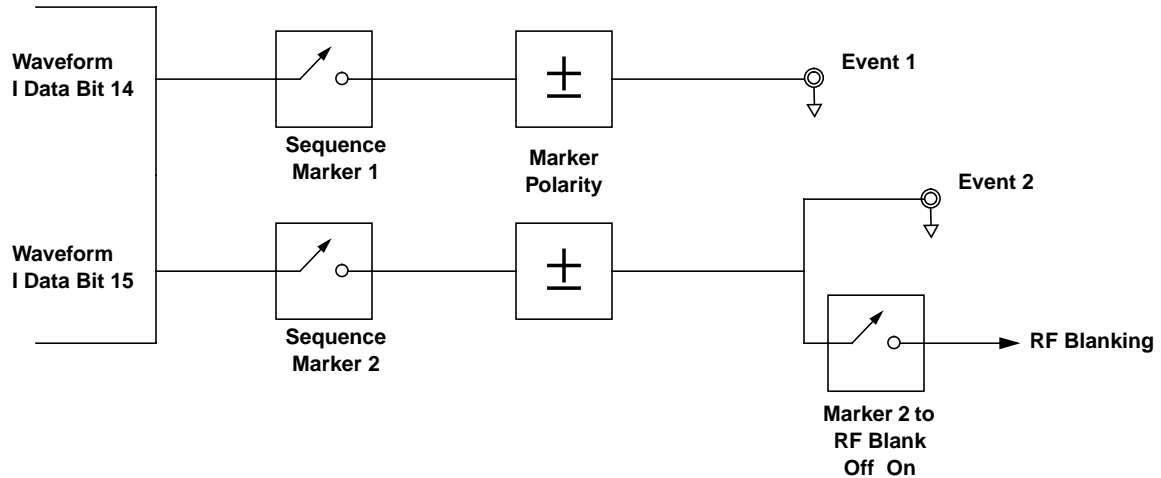 Waveform
I Data Bit 14
Sequence
Marker 1
±
Marker
Polarity
Event 1
Waveform
I Data Bit 15
Sequence
Marker 2
±
Event 2
RF Blanking
Marker 2 to
RF Blank
Off On